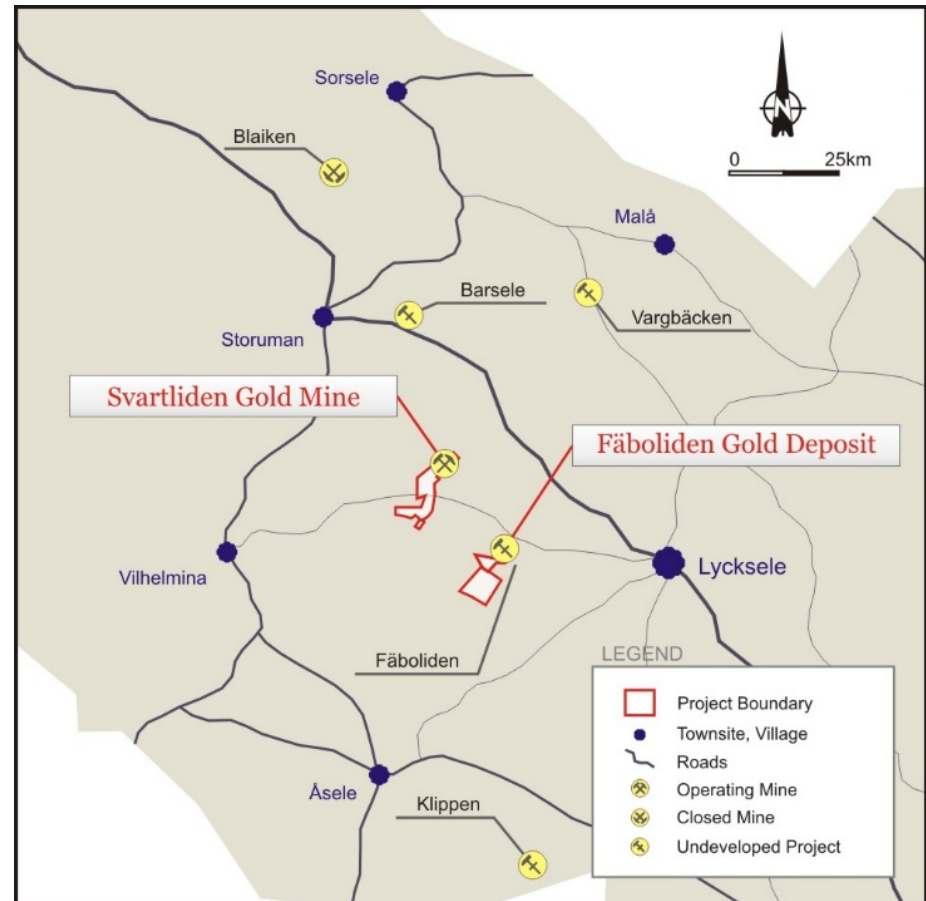 Sorsele
Blaiken
N
0 25km
Malå
Barsele
Vargbäcken
Storuman
Svartliden Gold Mine
Fäboliden Gold Deposit
Vilhelmina
Lycksele
Fäboliden
LEGEND
Project Boundary
Townsite, Village
Roads
Operating Mine
Closed Mine
Undeveloped Project
Åsele
Klippen